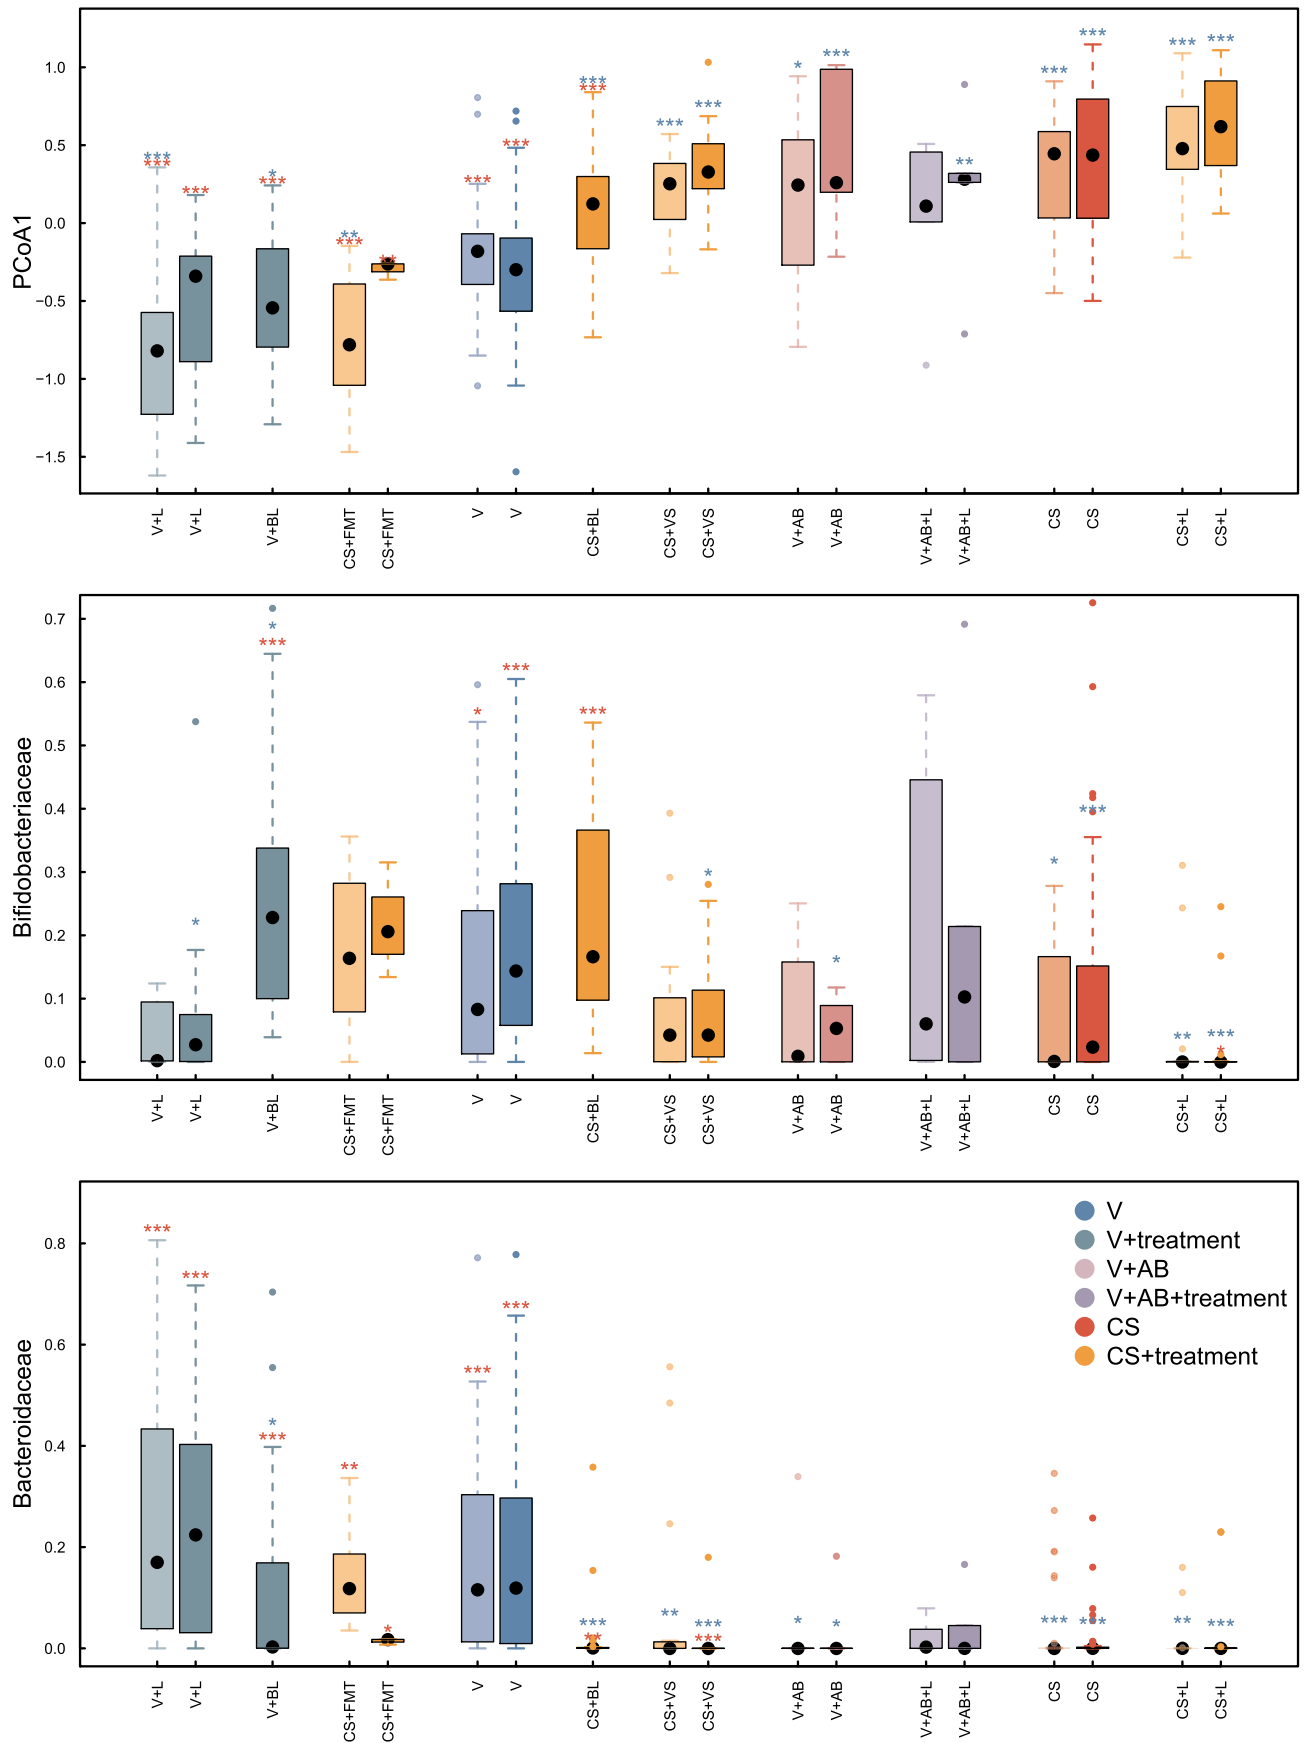 PCoA1
1.0
0.5
0.0
−0.5
−1.0
−1.5
*** *** *** * *** ** *** ** *** *** *** *** *** *** * *** ** *** *** *** ***
V+L V+L V+BL CS+FMT CS+FMT V V CS+BL CS+VS CS+VS V+AB V+AB V+AB+L V+AB+L CS CS CS+L CS+L
Bifidobacteriaceae
0.7
0.6
0.5
0.4
0.3
0.2
0.1
0.0
* * *** * *** *** * * * *** ** *** *
V+L V+L V+BL CS+FMT CS+FMT V V CS+BL CS+VS CS+VS V+AB V+AB V+AB+L V+AB+L CS CS CS+L CS+L
Bacteroidaceae
0.8
0.6
0.4
0.2
0.0
*** *** * *** ** * *** *** *** ** ** *** *** * * *** *** ** ***
V
V+treatment
V+AB
V+AB+treatment
CS
CS+treatment
V+L V+L V+BL CS+FMT CS+FMT V V CS+BL CS+VS CS+VS V+AB V+AB V+AB+L V+AB+L CS CS CS+L CS+L